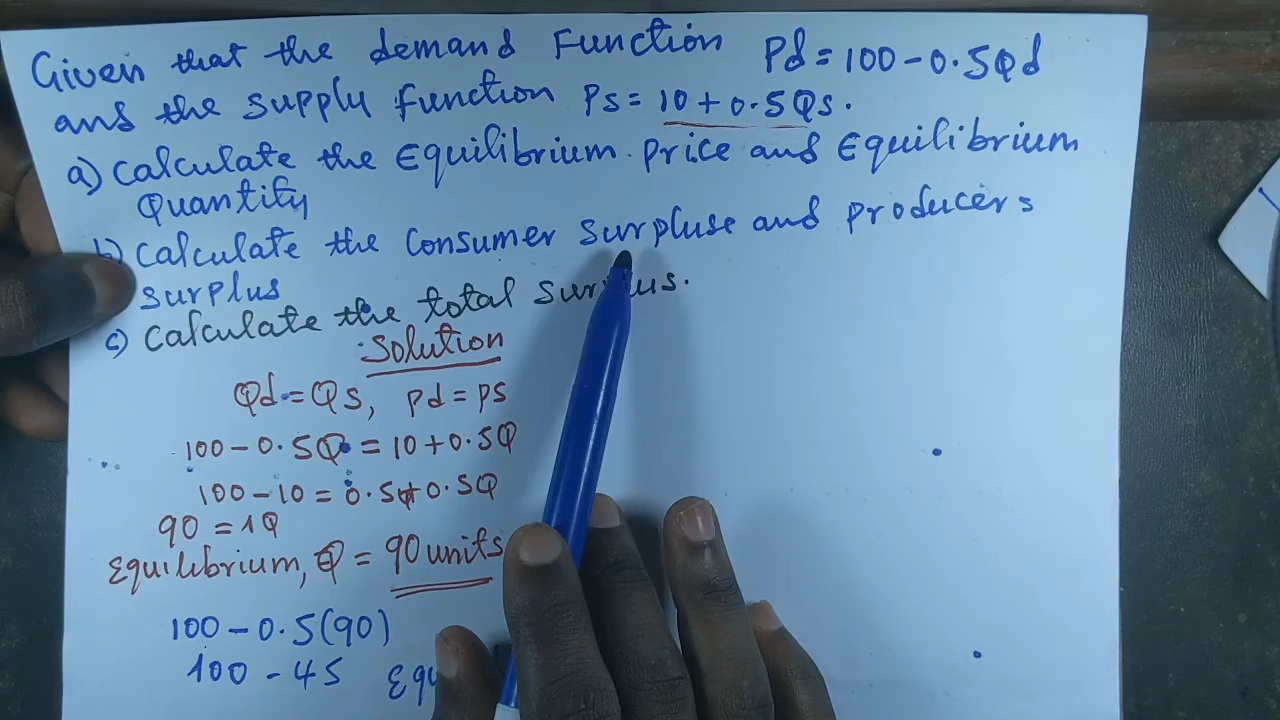 Given that the demand Function Pd = 100 - 0.5Qd
and the supply function Ps = 10 + 0.5Qs.
a) Calculate the Equilibrium price and Equilibrium
Quantity
b) Calculate the Consumer surpluse and producers
surplus
c) Calculate the total
Solution
Qd = Qs, Pd = Ps
100 - 0.5Q = 10 + 0.5Q
100 - 10 = 0.5Q + 0.5Q
90 = 1Q
Equilibrium, Q = 90 units
100 - 0.5(90)
100 - 45